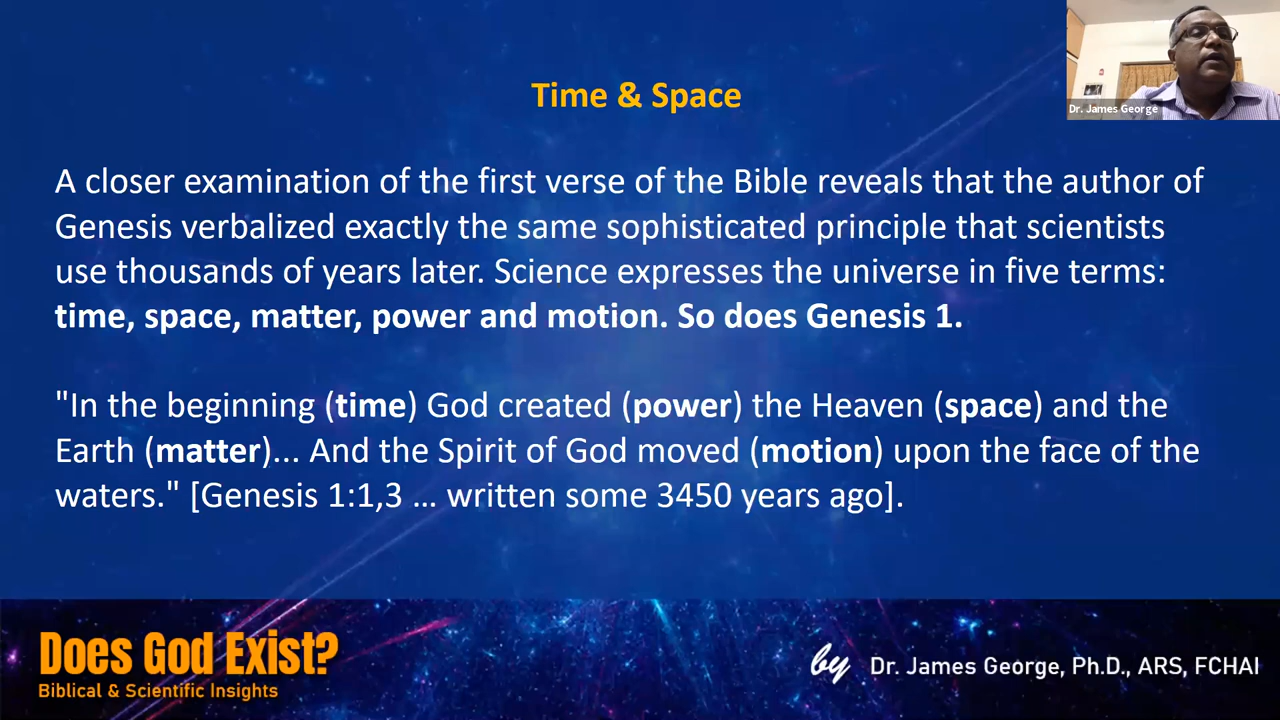 Time & Space
Dr. James George
A closer examination of the first verse of the Bible reveals that the author of
Genesis verbalized exactly the same sophisticated principle that scientists
use thousands of years later. Science expresses the universe in five terms:
time, space, matter, power and motion. So does Genesis 1.
"In the beginning (time) God created (power) the Heaven (space) and the
Earth (matter)... And the Spirit of God moved (motion) upon the face of the
waters." [Genesis 1:1,3 ... written some 3450 years ago].
Does God Exist?
Biblical & Scientific Insights
by Dr. James George, Ph.D., ARS, FCHAI